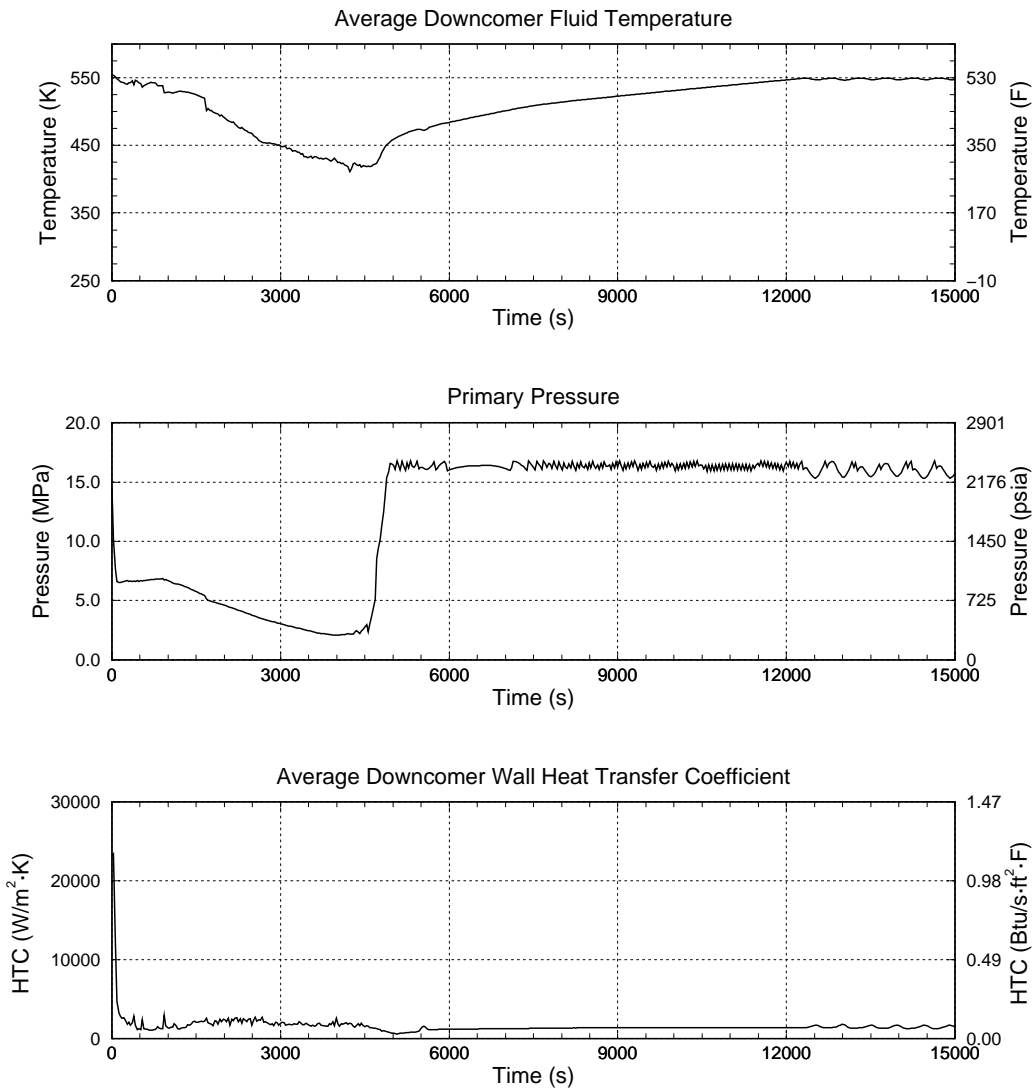 Average Downcomer Fluid Temperature
550
450
350
250
530
350
170
−10
0 3000 6000 9000 12000 15000
Temperature (K)
Temperature (F)
Time (s)
Primary Pressure
20.0
15.0
10.0
5.0
0.0
2901
2176
1450
725
0
0 3000 6000 9000 12000 15000
Pressure (MPa)
Pressure (psia)
Time (s)
Average Downcomer Wall Heat Transfer Coefficient
30000
20000
10000
0
1.47
0.98
0.49
0.00
0 3000 6000 9000 12000 15000
HTC (W/m²·K)
HTC (Btu/s·ft²·F)
Time (s)